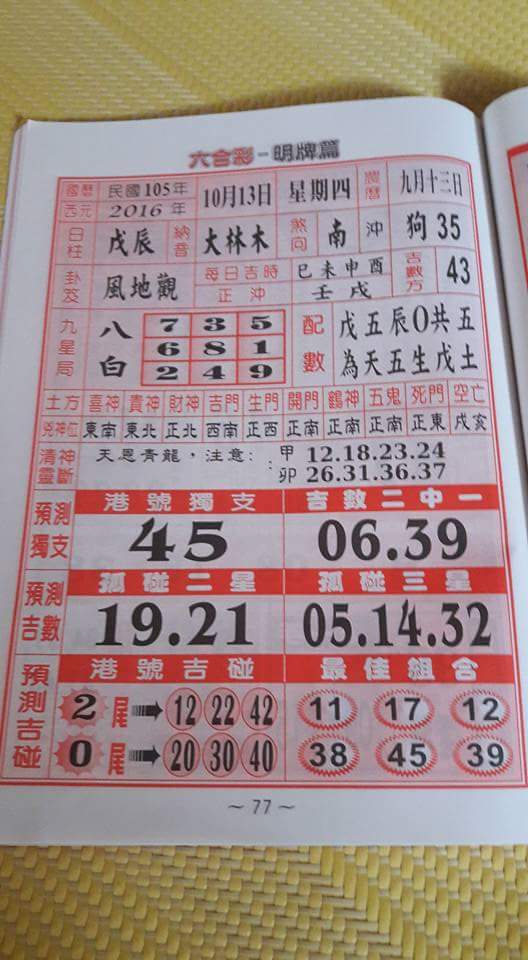 六合彩-明牌篇
國曆 民國105年 10月13日 星期四 農曆 九月十三日
西元 2016年
日柱 戊辰 納音 大林木 煞向 南 沖 狗35
卦爻 風地觀 每日吉時 巳未申酉 吉數方 43
正沖 壬戌
九星局 八白 7 3 5 配數 戊五辰0共五
6 8 1 為天五生戊土
2 4 9
土方 喜神 貴神 財神 吉門 生門 開門 鶴神 五鬼 死門 空亡
兇神位 東南 東北 正北 西南 正西 正南 正南 正南 正東 戌亥
清神靈斷 天恩青龍，注意: 甲 12.18.23.24
卯 26.31.36.37
預測獨支 港號獨支 吉數二中一
45 06.39
預測吉數 孤碰二星 孤碰三星
19.21 05.14.32
預測吉碰 港號吉碰 最佳組合
2尾 12 22 42 11 17 12
0尾 20 30 40 38 45 39
~ 77 ~